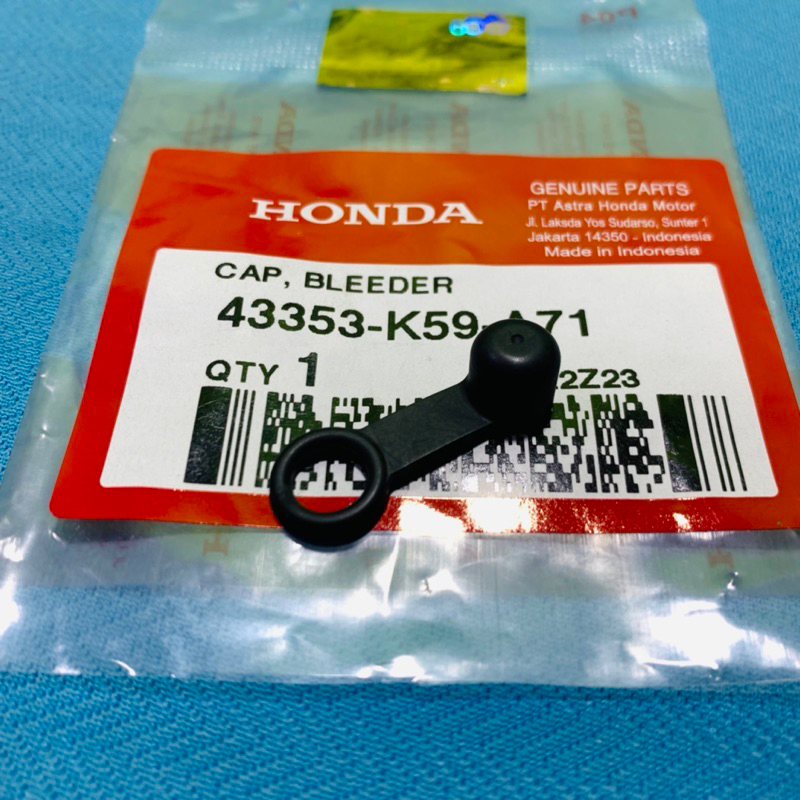 HONDA
GENUINE PARTS
PT Astra Honda Motor
Jl. Laksda Yos Sudarso, Sunter 1
Jakarta 14350 - Indonesia
Made in Indonesia
CAP, BLEEDER
43353-K59-A71
QTY 1
2Z23